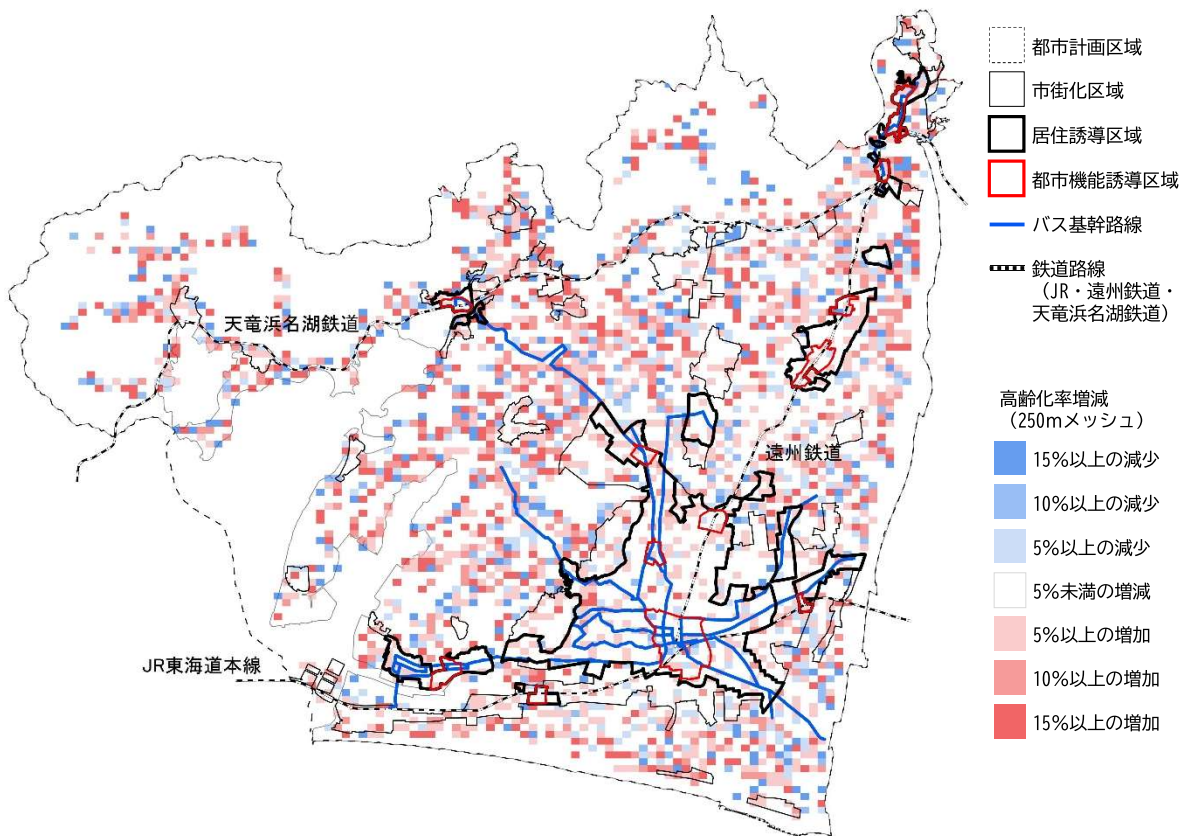 都市計画区域
市街化区域
居住誘導区域
都市機能誘導区域
バス基幹路線
鉄道路線
（JR・遠州鉄道・
天竜浜名湖鉄道）
天竜浜名湖鉄道
遠州鉄道
JR東海道本線
高齢化率増減
（250mメッシュ）
15%以上の減少
10%以上の減少
5%以上の減少
5%未満の増減
5%以上の増加
10%以上の増加
15%以上の増加